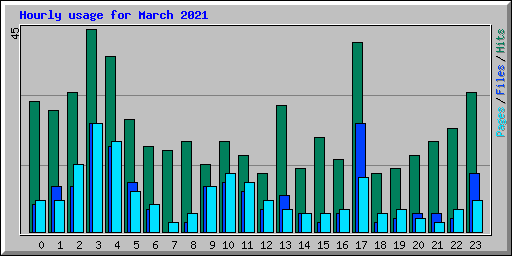 Hourly usage for March 2021
45
Pages/Files/Hits
0 1 2 3 4 5 6 7 8 9 10 11 12 13 14 15 16 17 18 19 20 21 22 23